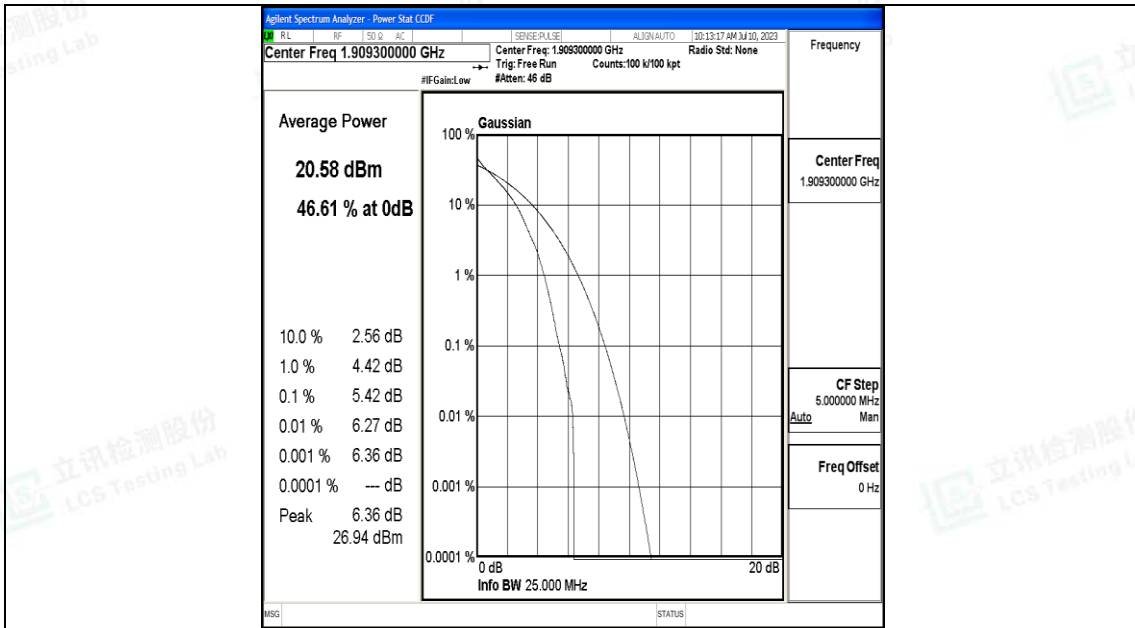 Agilent Spectrum Analyzer - Power Stat CCDF
RL RF 50 Ω AC SENSE:PULSE ALIGN AUTO 10:13:17 AM Jul 10, 2023
Center Freq 1.909300000 GHz
Center Freq: 1.909300000 GHz Radio Std: None
Trig: Free Run Counts:100 k/100 kpt
#IFGain:Low #Atten: 46 dB
Frequency
Average Power
20.58 dBm
46.61 % at 0dB
10.0 % 2.56 dB
1.0 % 4.42 dB
0.1 % 5.42 dB
0.01 % 6.27 dB
0.001 % 6.36 dB
0.0001 % --- dB
Peak 6.36 dB
26.94 dBm
Gaussian
100 %
10 %
1 %
0.1 %
0.01 %
0.001 %
0.0001 %
0 dB 20 dB
Info BW 25.000 MHz
Center Freq
1.909300000 GHz
CF Step
5.000000 MHz
Auto Man
Freq Offset
0 Hz
MSG STATUS
立讯检测股份
LCS Testing Lab